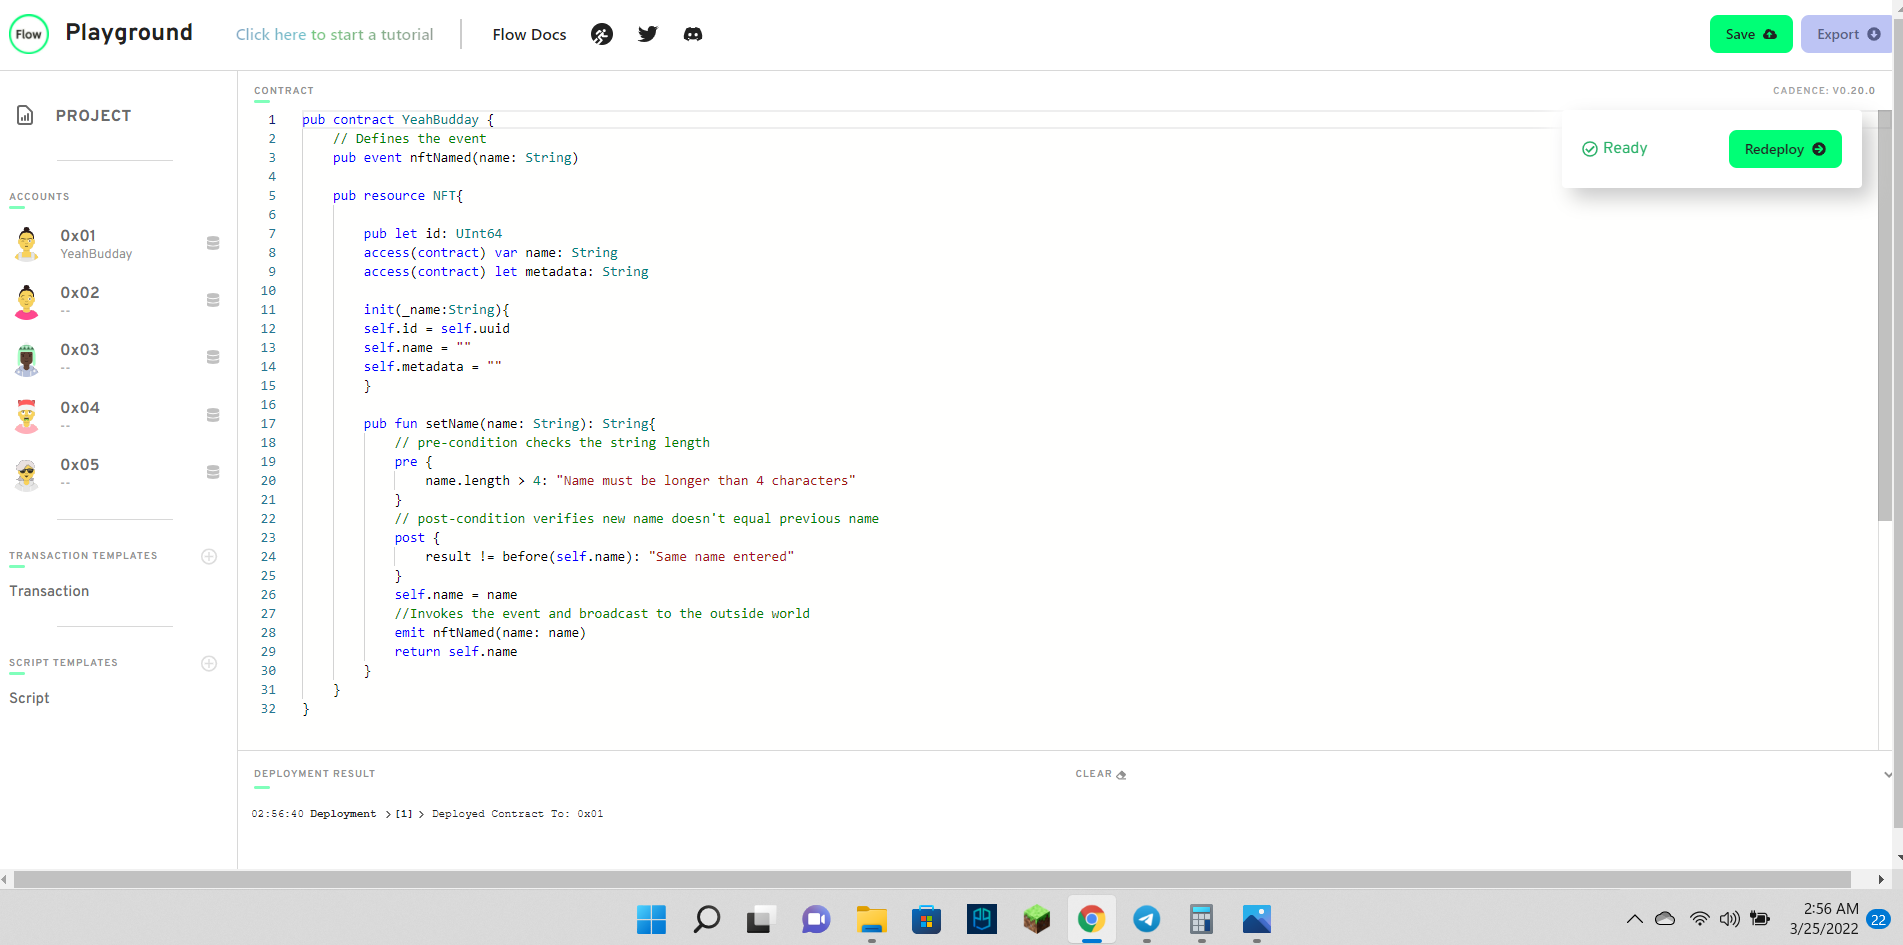 Flow Playground Click here to start a tutorial Flow Docs Save Export
PROJECT
ACCOUNTS
0x01
YeahBudday
0x02
--
0x03
--
0x04
--
0x05
--
TRANSACTION TEMPLATES
Transaction
SCRIPT TEMPLATES
Script
CONTRACT CADENCE: V0.20.0
Ready Redeploy
1 pub contract YeahBudday {
2 // Defines the event
3 pub event nftNamed(name: String)
4
5 pub resource NFT{
6
7 pub let id: UInt64
8 access(contract) var name: String
9 access(contract) let metadata: String
10
11 init(_name:String){
12 self.id = self.uuid
13 self.name = ""
14 self.metadata = ""
15 }
16
17 pub fun setName(name: String): String{
18 // pre-condition checks the string length
19 pre {
20 name.length > 4: "Name must be longer than 4 characters"
21 }
22 // post-condition verifies new name doesn't equal previous name
23 post {
24 result != before(self.name): "Same name entered"
25 }
26 self.name = name
27 //Invokes the event and broadcast to the outside world
28 emit nftNamed(name: name)
29 return self.name
30 }
31 }
32 }
DEPLOYMENT RESULT CLEAR
02:56:40 Deployment > [1] > Deployed Contract To: 0x01
2:56 AM
3/25/2022
22